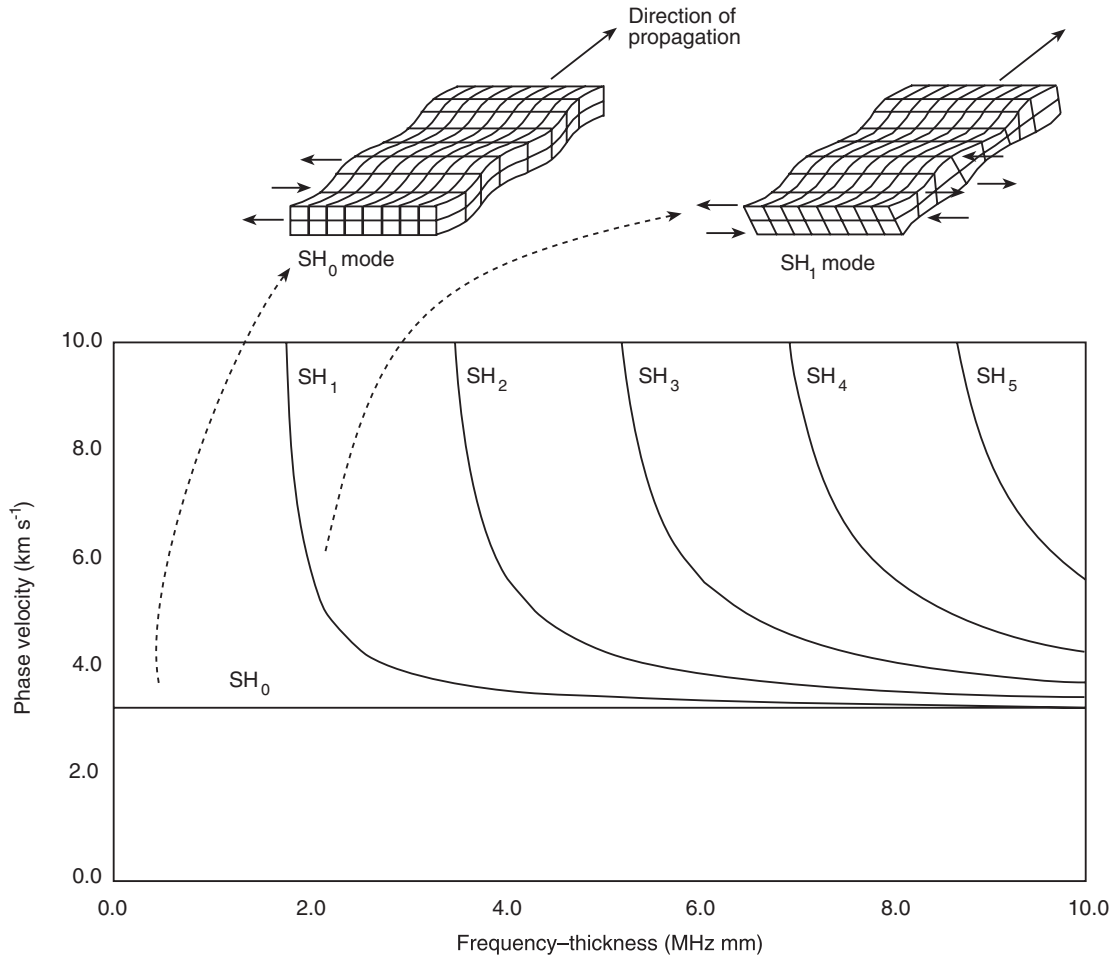 Direction of
propagation
SH0 mode
SH1 mode
10.0
8.0
6.0
4.0
2.0
0.0
Phase velocity (km s-1)
SH1
SH2
SH3
SH4
SH5
SH0
0.0 2.0 4.0 6.0 8.0 10.0
Frequency–thickness (MHz mm)